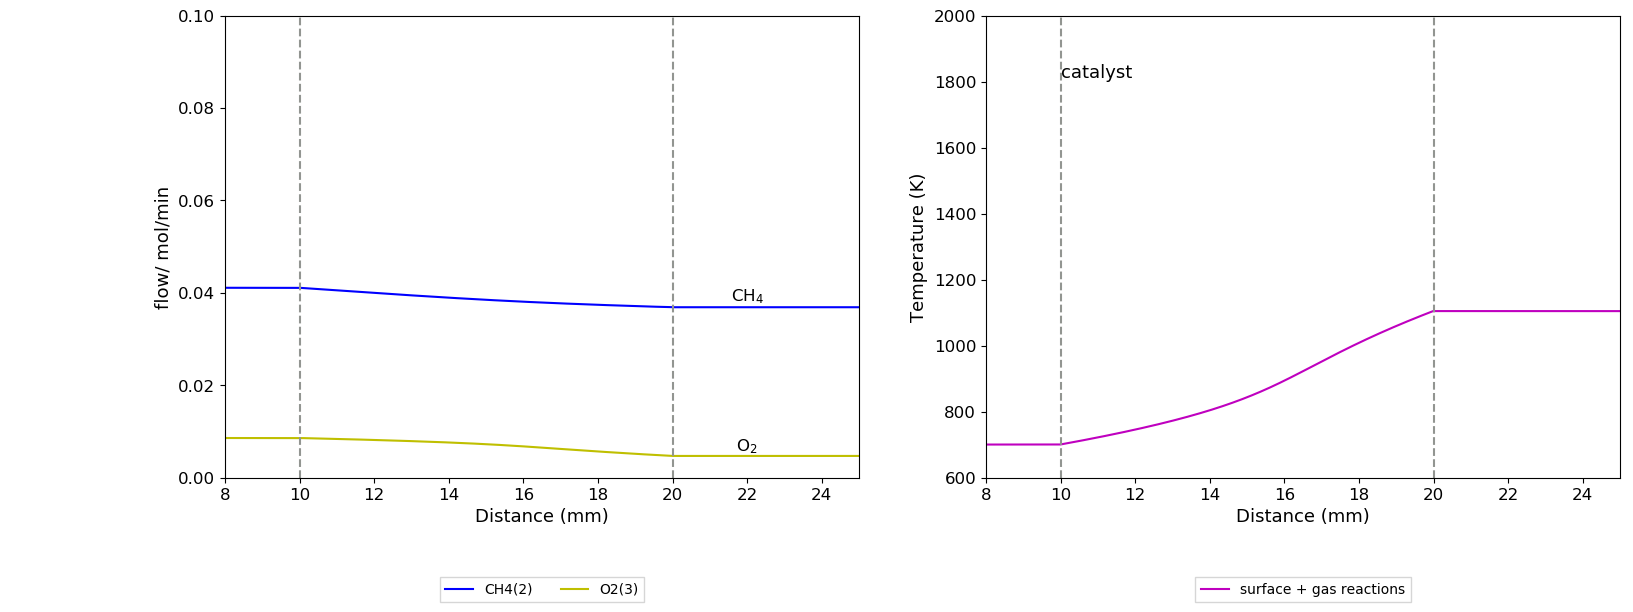 0.10
0.08
0.06
0.04
0.02
0.00
flow/ mol/min
CH₄
O₂
8 10 12 14 16 18 20 22 24
Distance (mm)
CH4(2) O2(3)
2000
1800
1600
1400
1200
1000
800
600
Temperature (K)
catalyst
8 10 12 14 16 18 20 22 24
Distance (mm)
surface + gas reactions